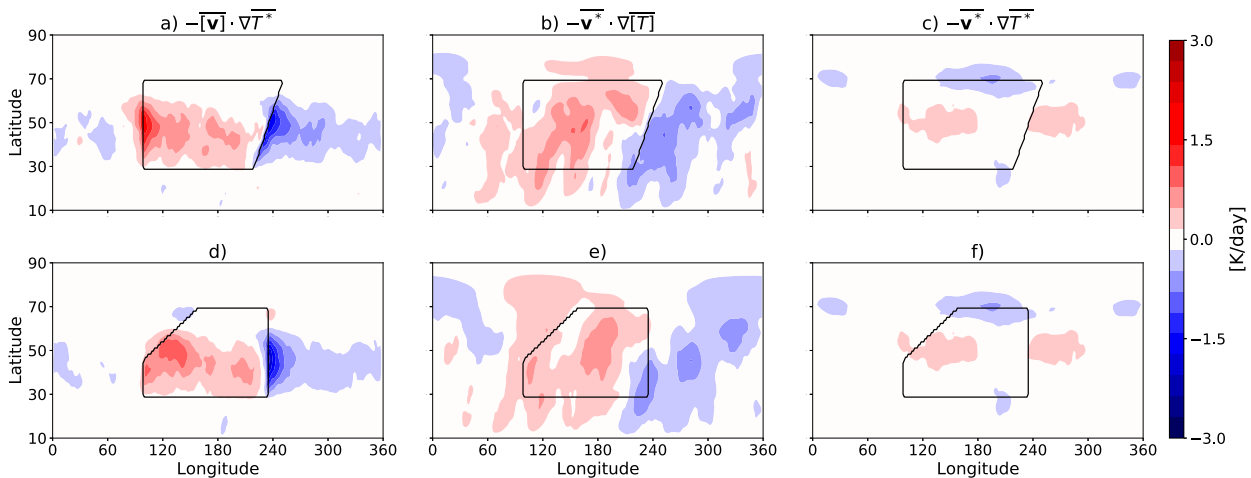 a) $-\overline{[\mathbf{v}]} \cdot \nabla \overline{T^*}$
b) $-\overline{\mathbf{v}^*} \cdot \nabla \overline{[T]}$
c) $-\overline{\mathbf{v}^*} \cdot \nabla \overline{T^*}$
90
70
50
30
10
Latitude
3.0
1.5
0.0
−1.5
−3.0
[K/day]
d)
e)
f)
90
70
50
30
10
Latitude
0 60 120 180 240 300 360
Longitude
0 60 120 180 240 300 360
Longitude
0 60 120 180 240 300 360
Longitude